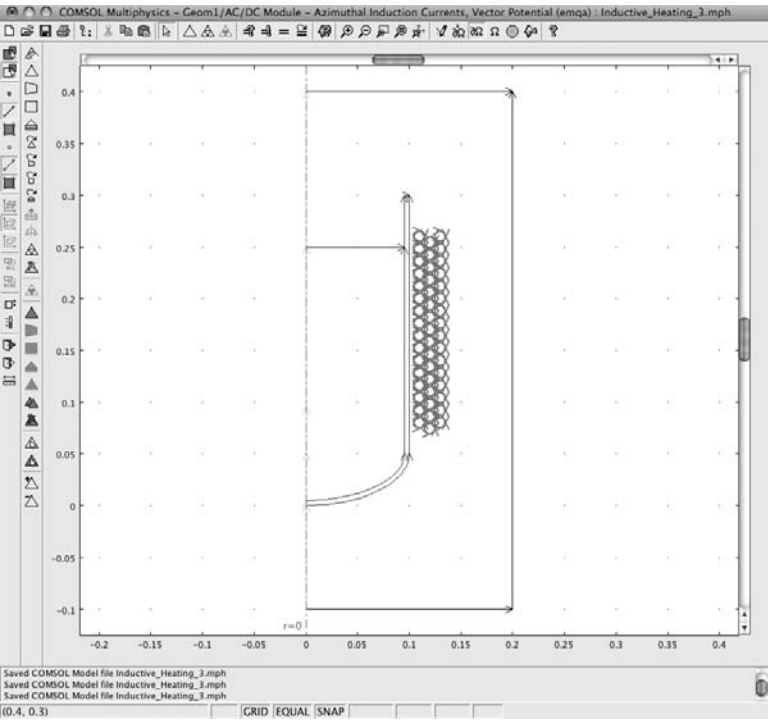 COMSOL Multiphysics - Geom1/AC/DC Module - Azimuthal Induction Currents, Vector Potential (emqa) : Inductive_Heating_3.mph
0.4
0.35
0.3
0.25
0.2
0.15
0.1
0.05
0
-0.05
-0.1
r=0
-0.2 -0.15 -0.1 -0.05 0 0.05 0.1 0.15 0.2 0.25 0.3 0.35 0.4
Saved COMSOL Model file Inductive_Heating_3.mph
Saved COMSOL Model file Inductive_Heating_3.mph
Saved COMSOL Model file Inductive_Heating_3.mph
(0.4, 0.3) GRID EQUAL SNAP